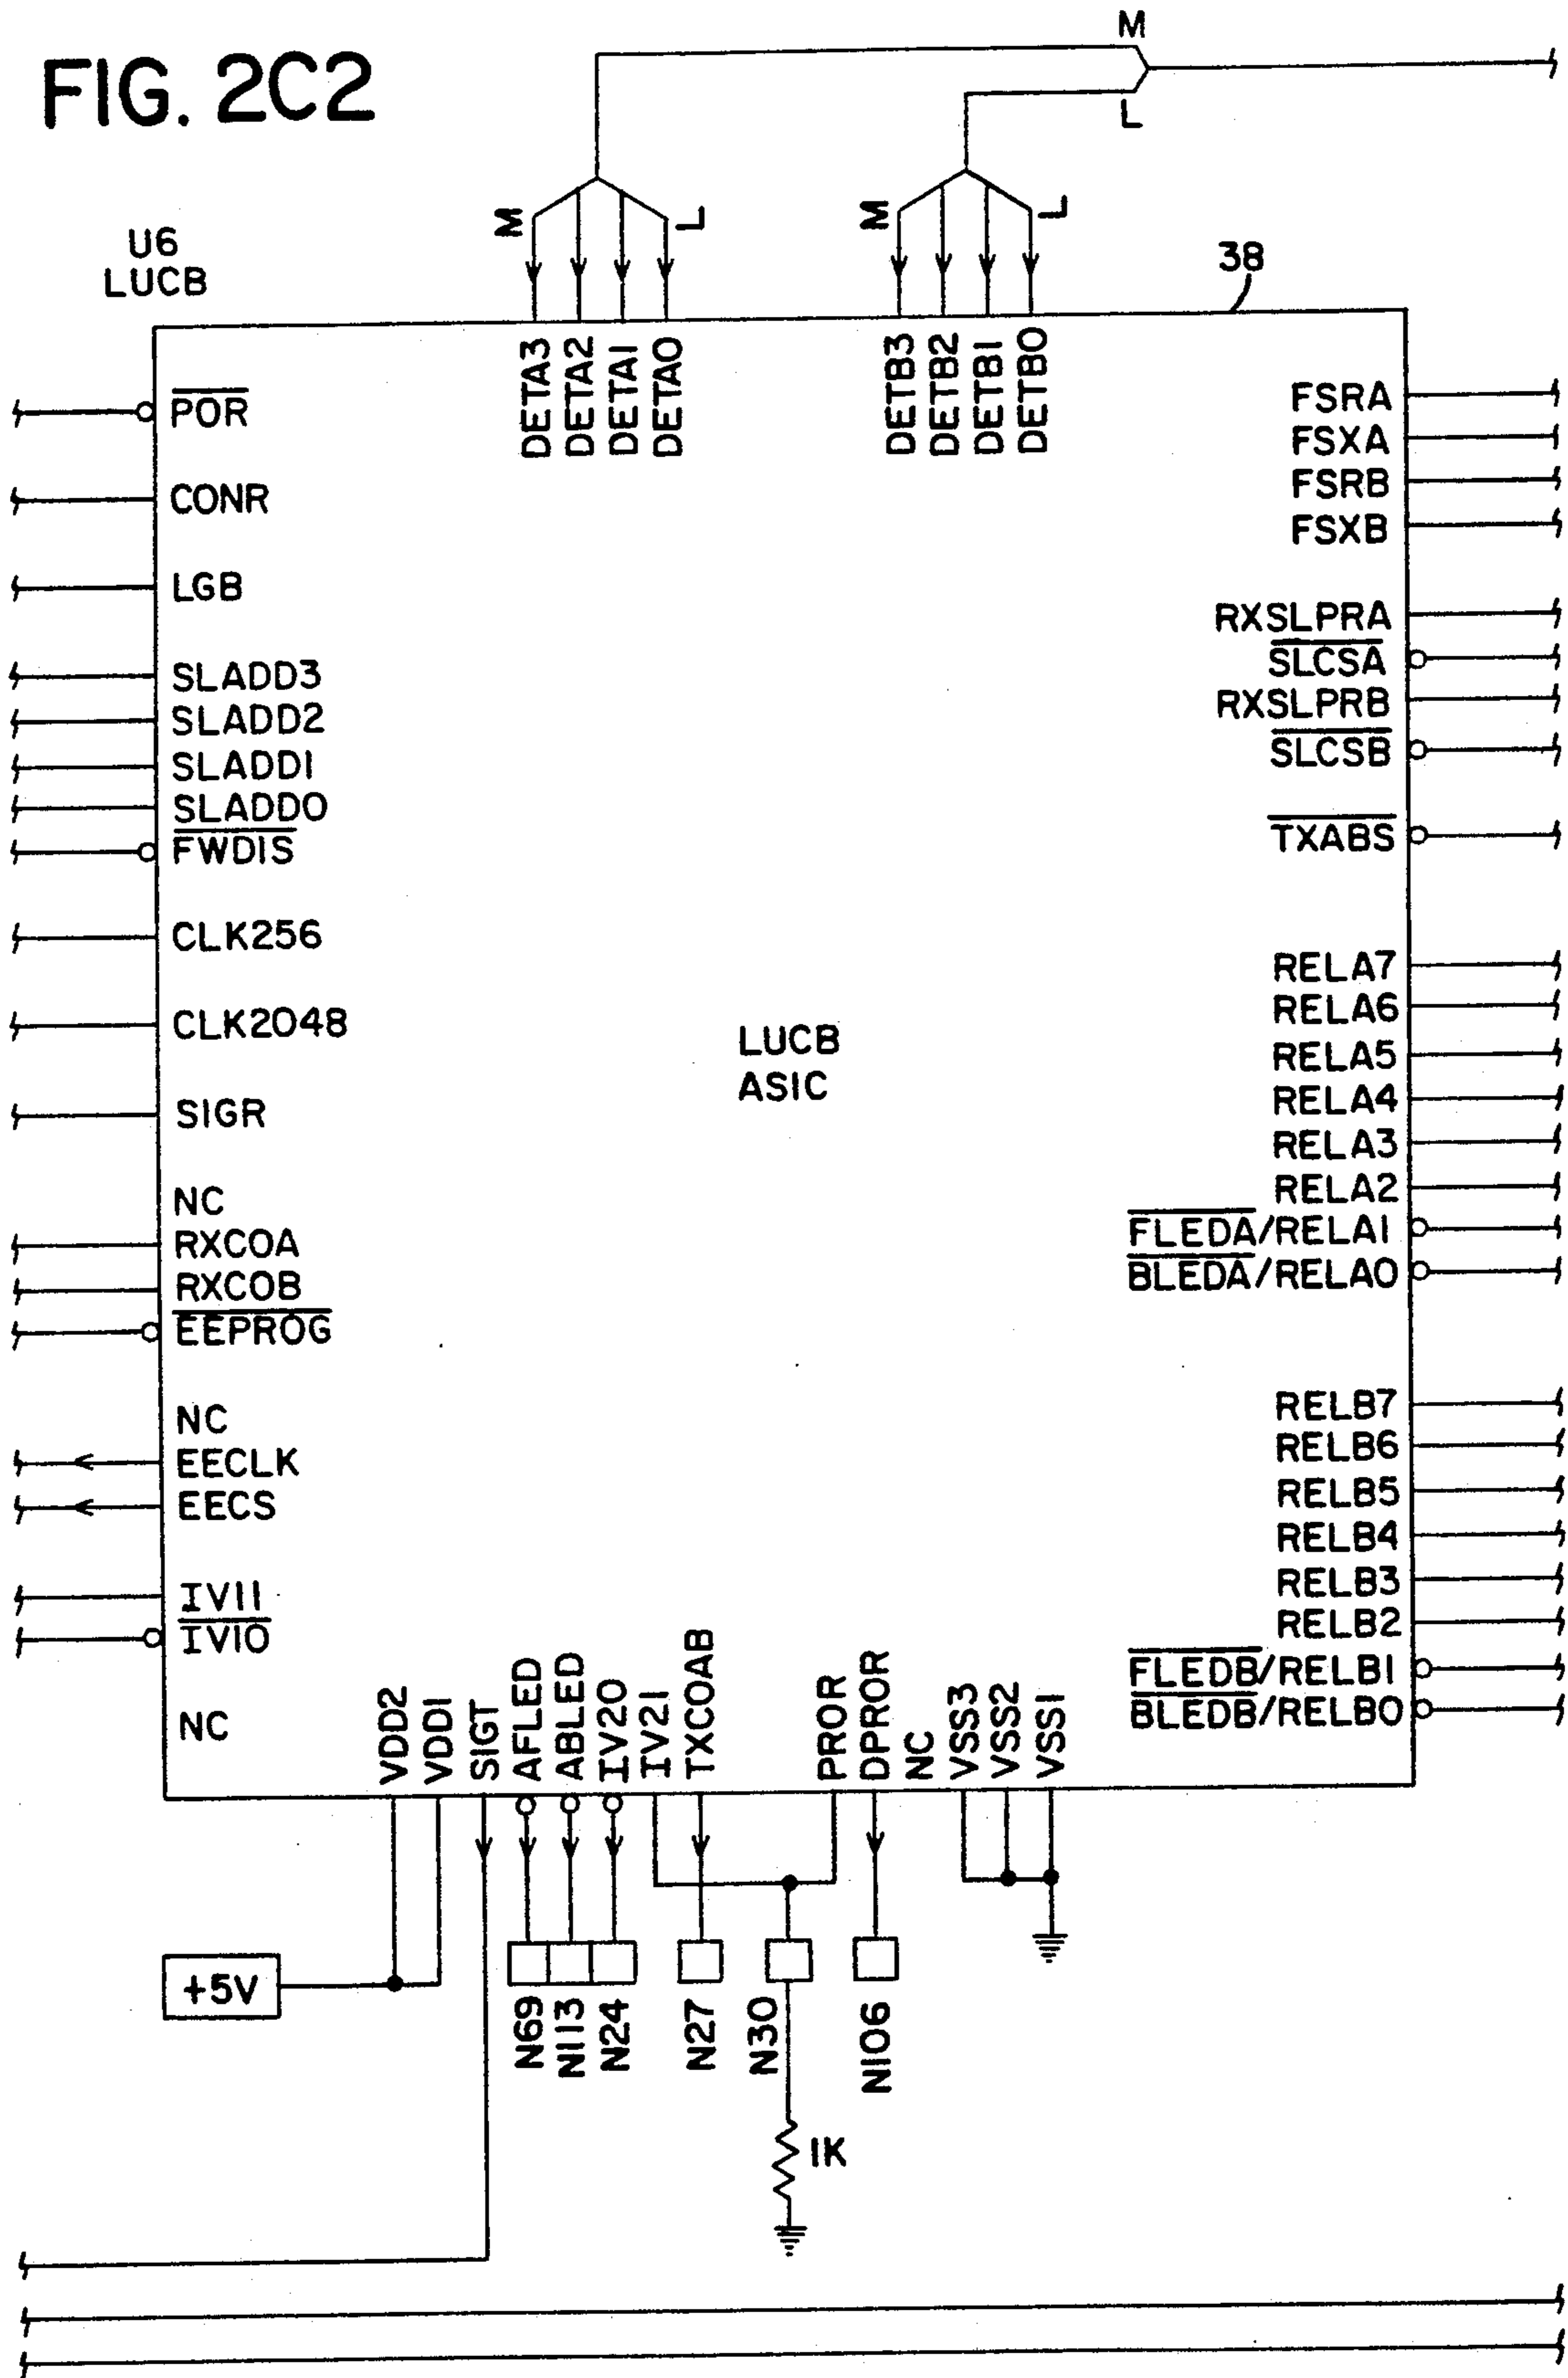 FIG. 2C2
M
L
M
L
M
L
U6
LUCB
38
DETA3
DETA2
DETA1
DETA0
DETB3
DETB2
DETB1
DETB0
POR
CONR
LGB
SLADD3
SLADD2
SLADD1
SLADD0
FWDIS
CLK256
CLK2048
SIGR
NC
RXCOA
RXCOB
EEPROG
NC
EECLK
EECS
IV11
IV10
NC
LUCB
ASIC
FSRA
FSXA
FSRB
FSXB
RXSLPRA
SLCSA
RXSLPRB
SLCSB
TXABS
RELA7
RELA6
RELA5
RELA4
RELA3
RELA2
FLEDA/RELA1
BLEDA/RELA0
RELB7
RELB6
RELB5
RELB4
RELB3
RELB2
FLEDB/RELB1
BLEDB/RELB0
VDD2
VDD1
SIGT
AFLED
ABLED
IV20
IV21
TXCOAB
PROR
DPROR
NC
VSS3
VSS2
VSS1
+5V
N69
N113
N24
N27
N30
N106
1K